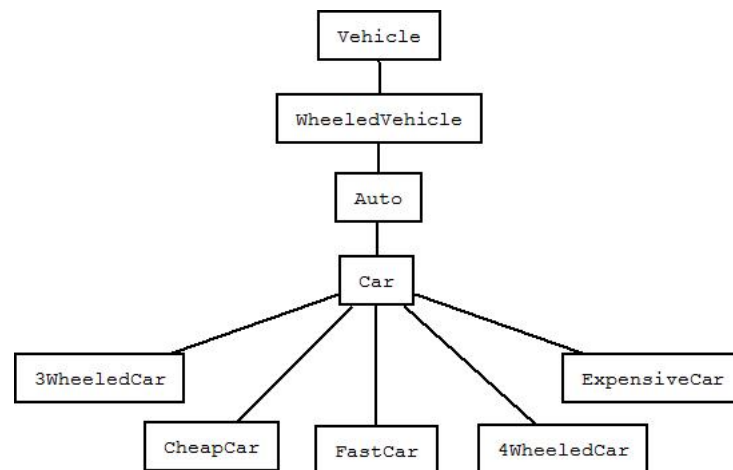 Vehicle
WheeledVehicle
Auto
Car
3WheeledCar
ExpensiveCar
CheapCar
FastCar
4WheeledCar